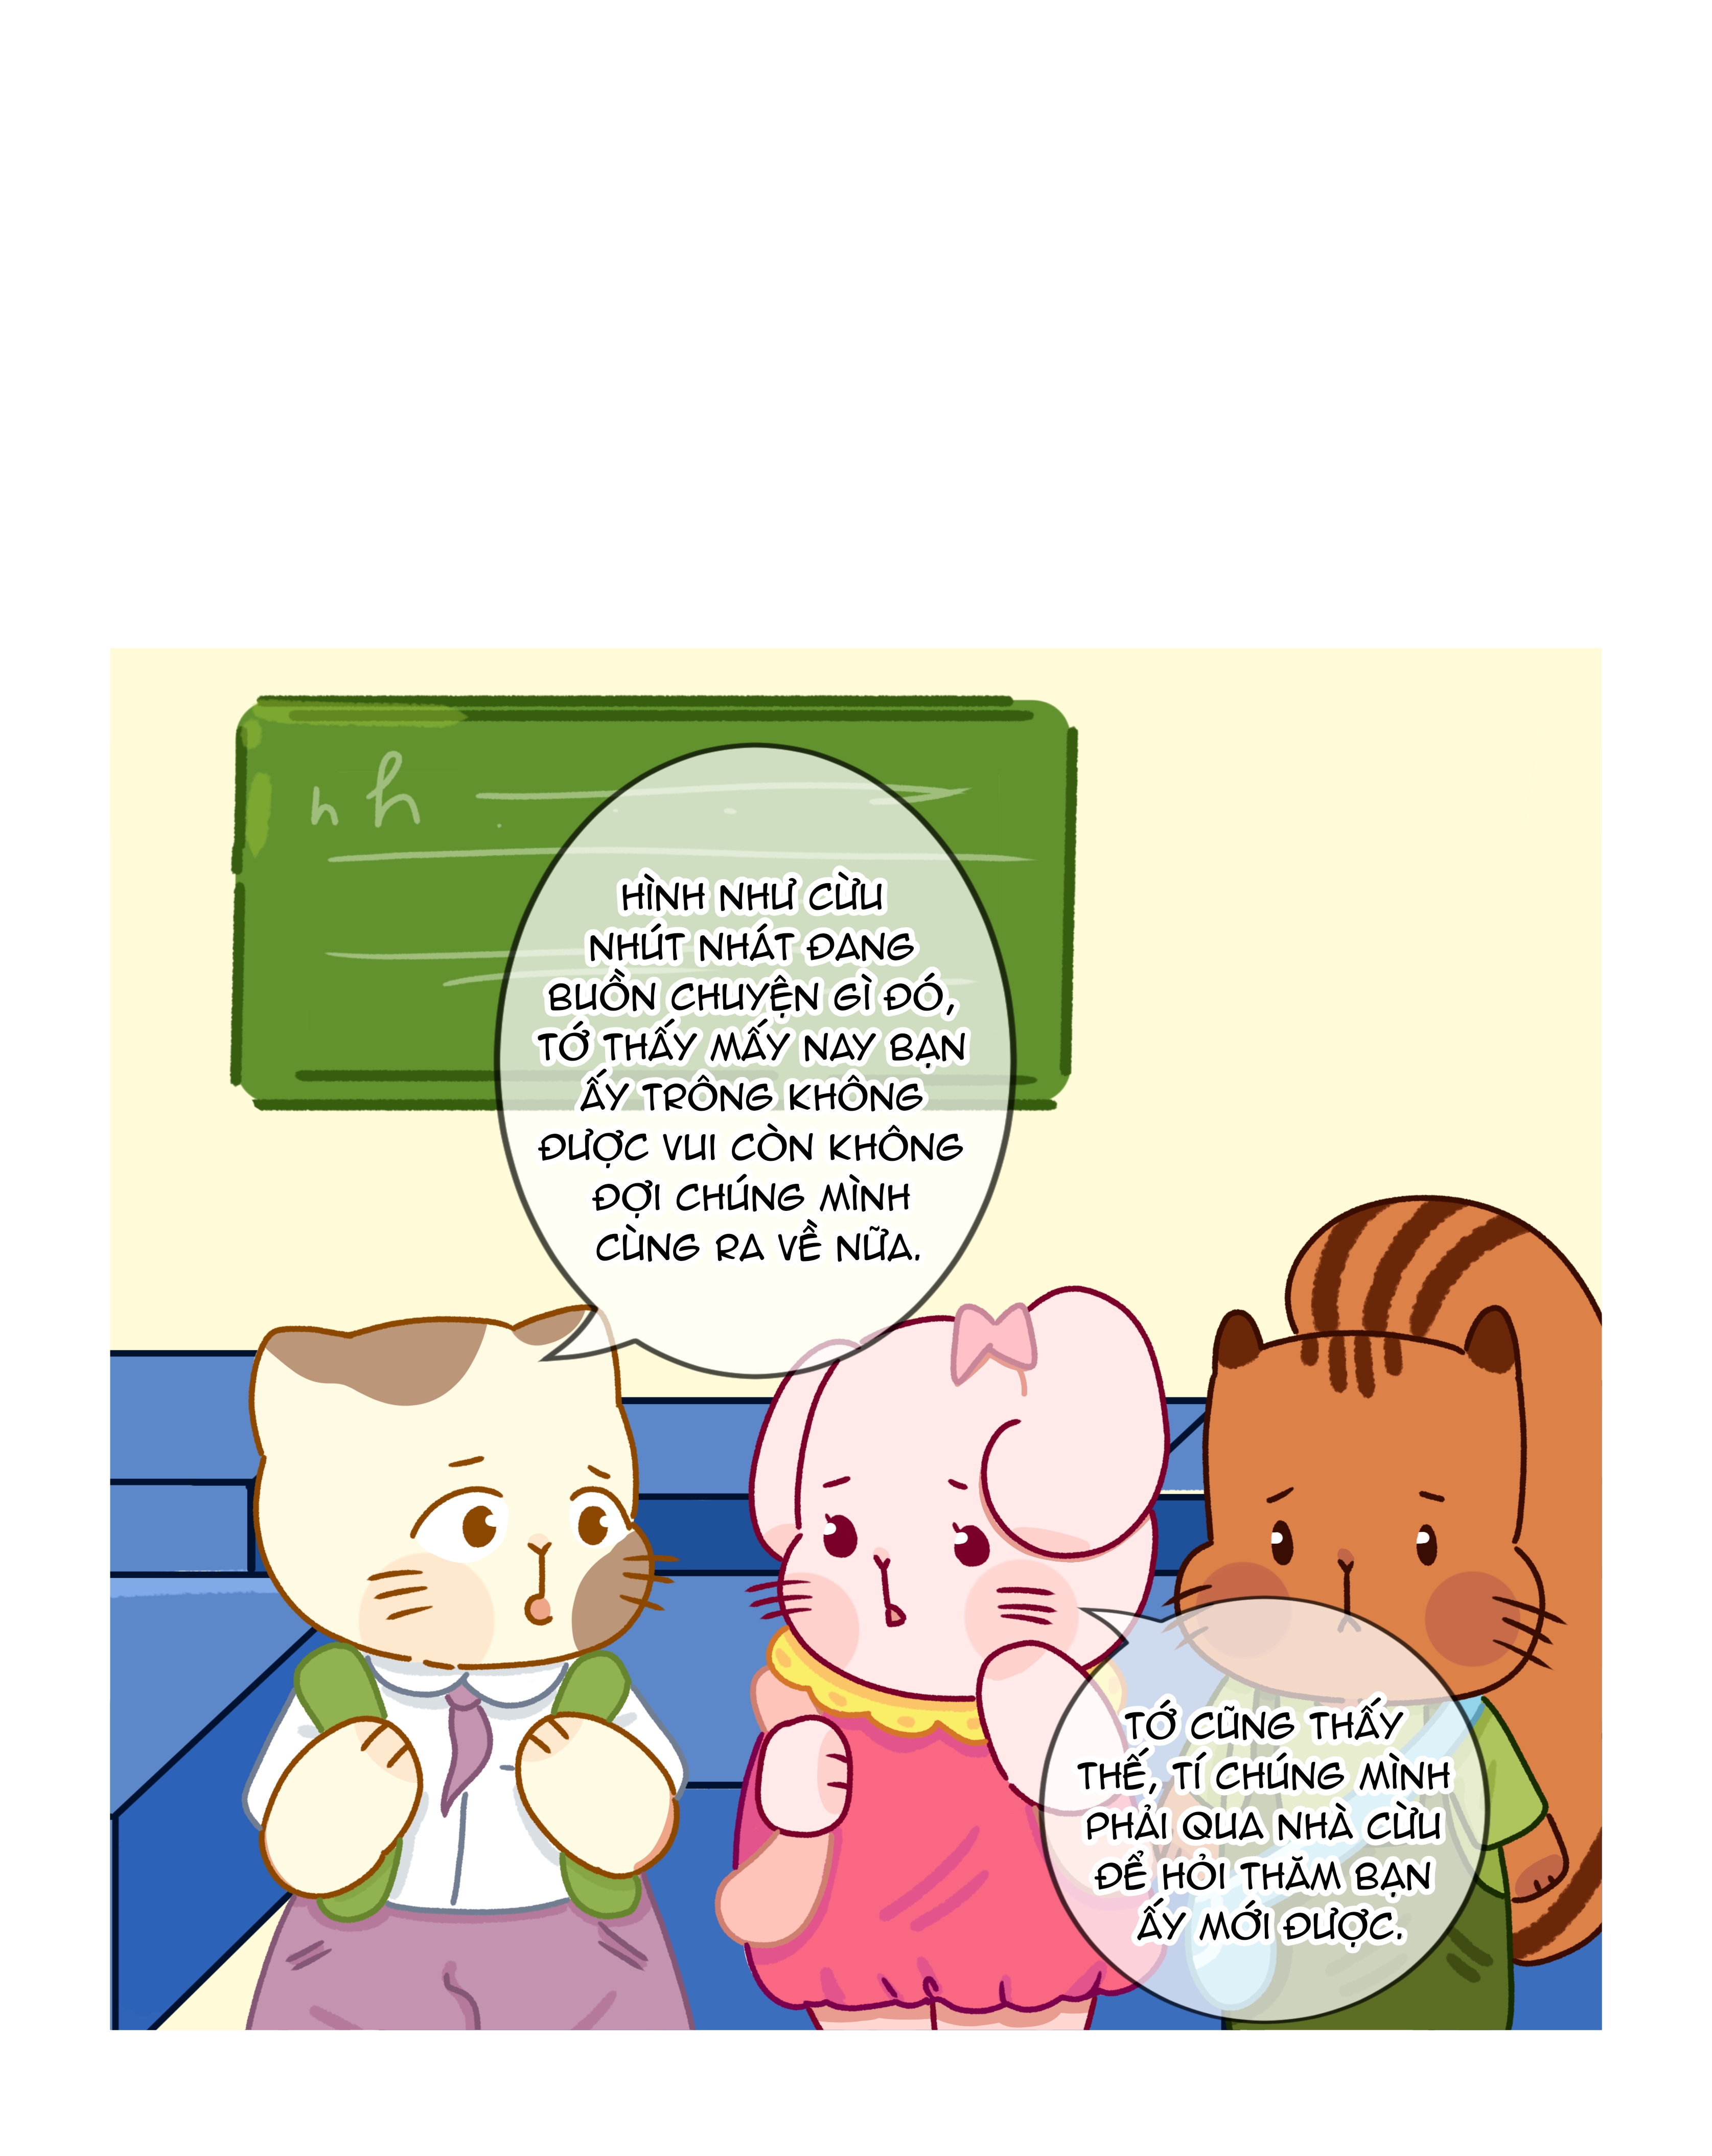 h h
HÌNH NHƯ CỪU
NHÚT NHÁT ĐANG
BUỒN CHUYỆN GÌ ĐÓ,
TỚ THẤY MẤY NAY BẠN
ẤY TRÔNG KHÔNG
ĐƯỢC VUI CÒN KHÔNG
ĐỢI CHÚNG MÌNH
CÙNG RA VỀ NỮA.
TỚ CŨNG THẤY
THẾ, TÍ CHÚNG MÌNH
PHẢI QUA NHÀ CỪU
ĐỂ HỎI THĂM BẠN
ẤY MỚI ĐƯỢC.